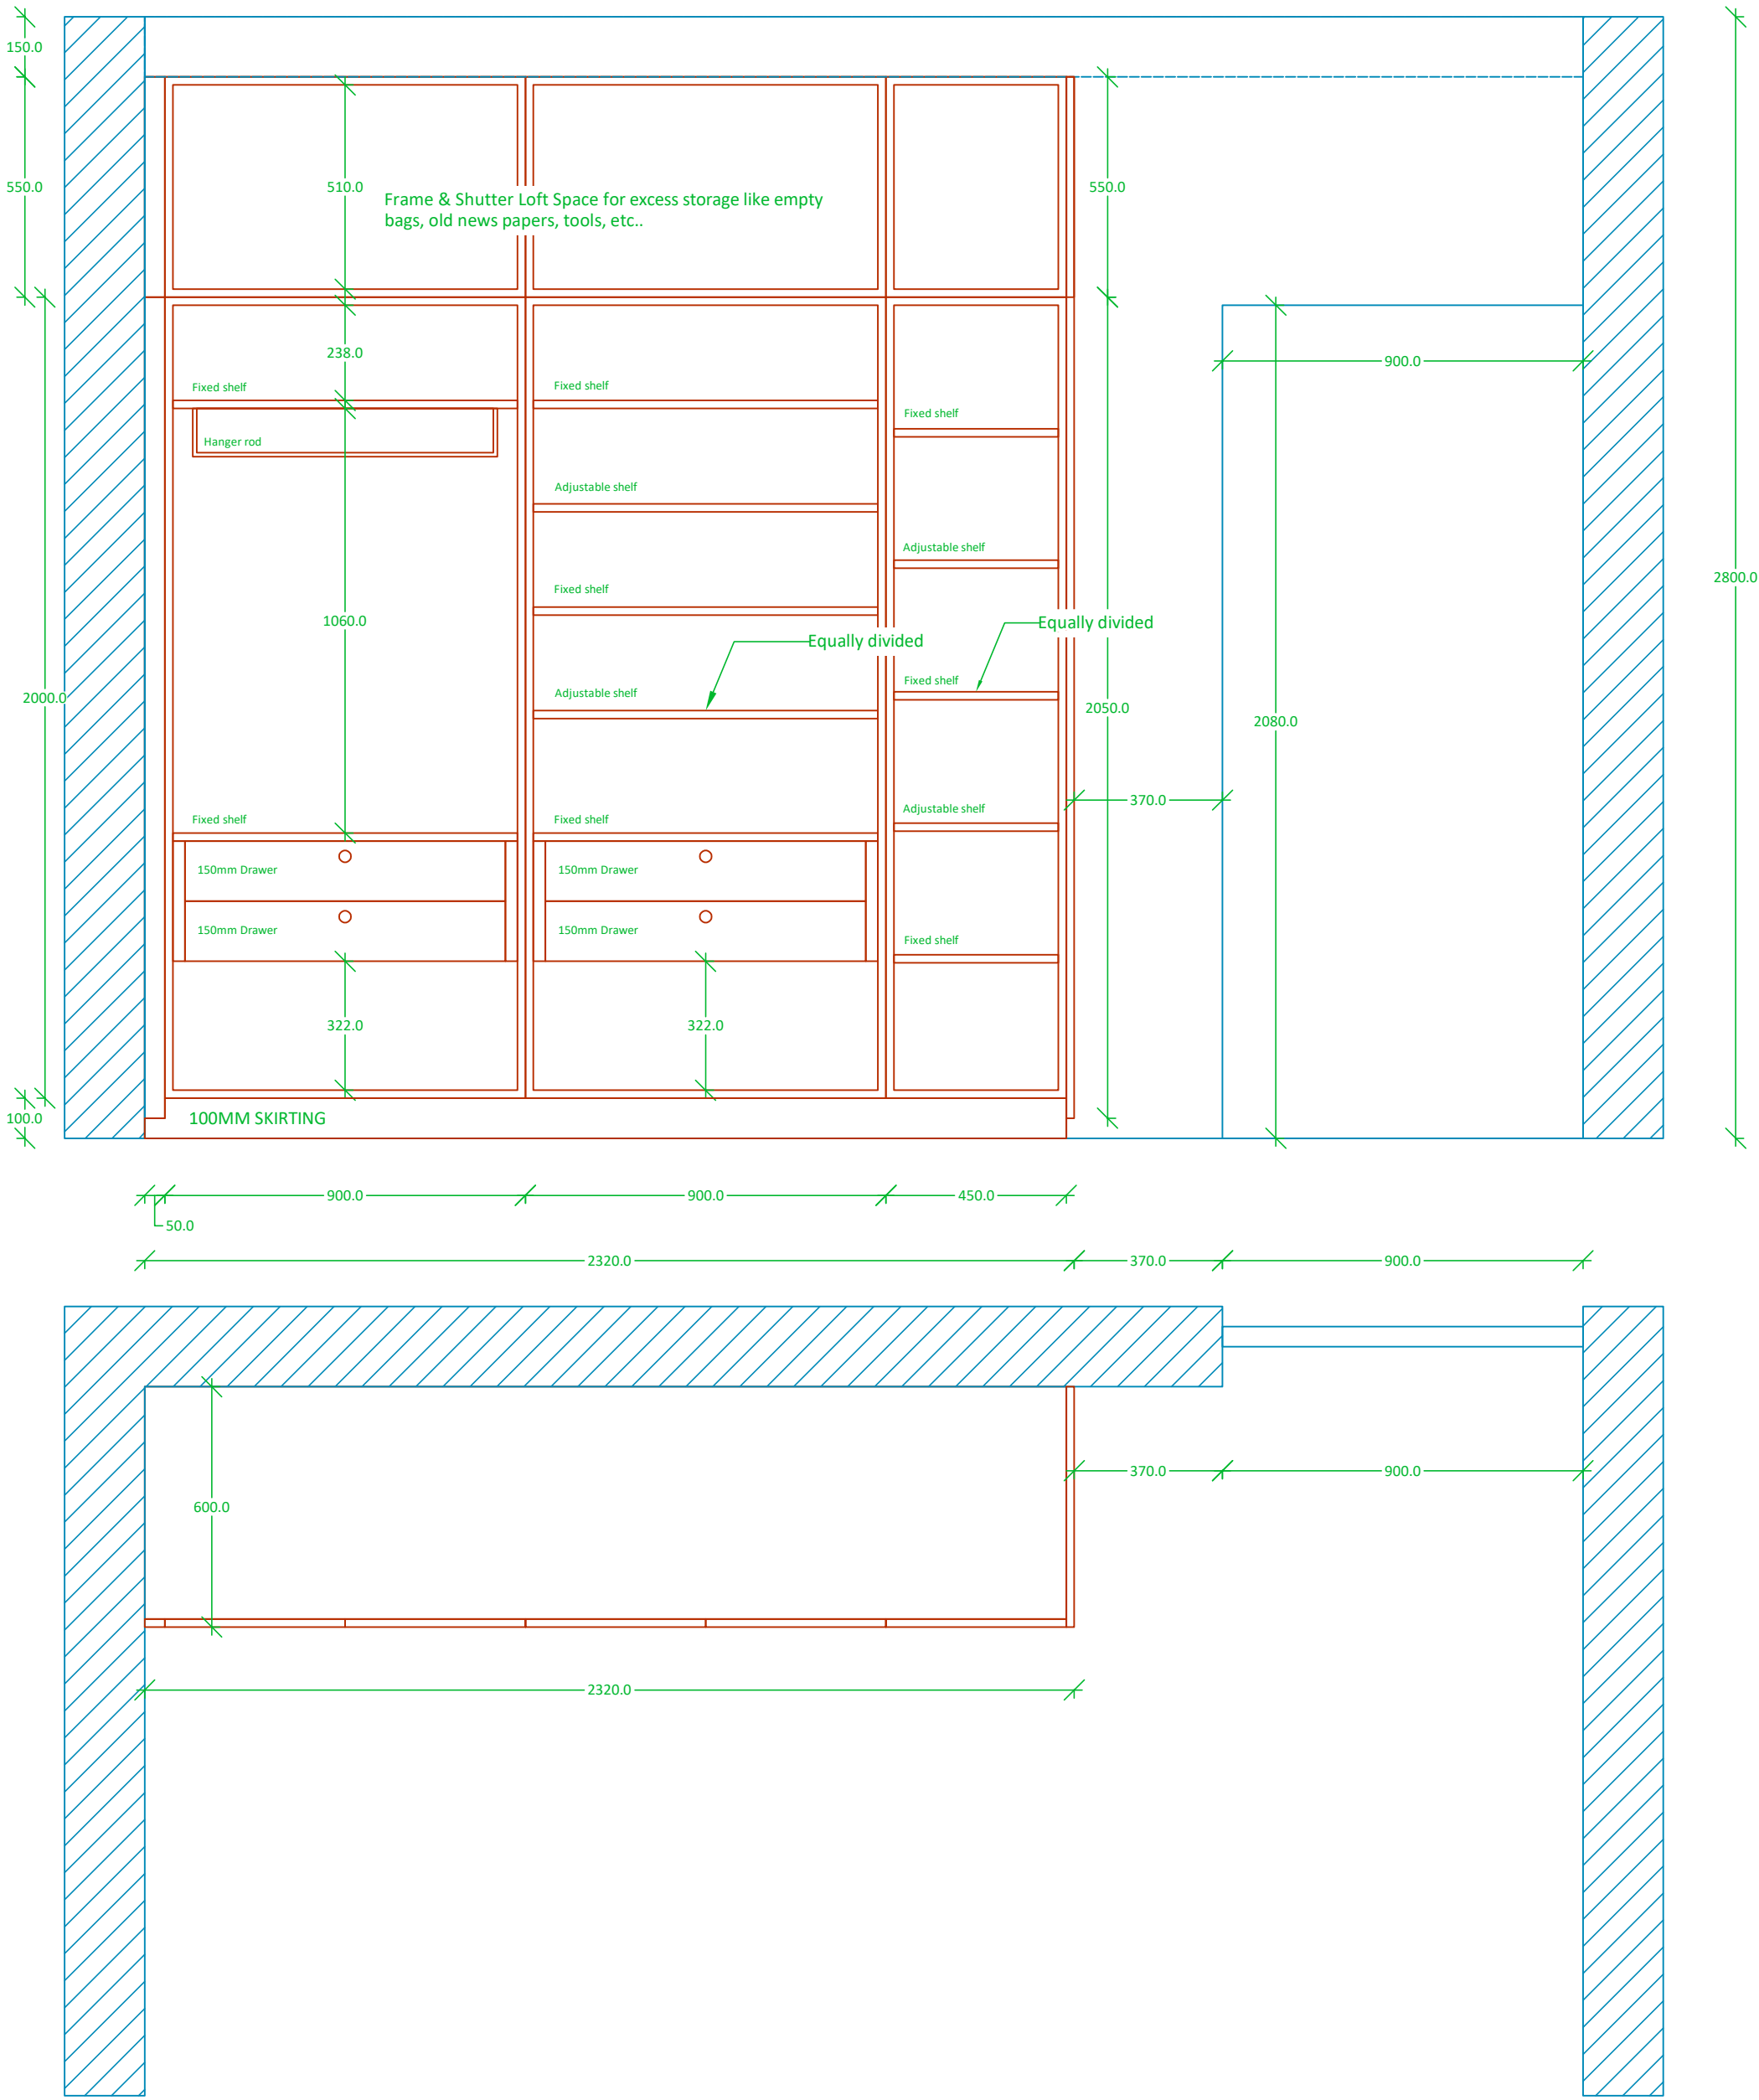 150.0
550.0
510.0
550.0
Frame & Shutter Loft Space for excess storage like empty
bags, old news papers, tools, etc..
238.0
900.0
Fixed shelf
Fixed shelf
Fixed shelf
Hanger rod
Adjustable shelf
Adjustable shelf
2800.0
Fixed shelf
1060.0
Equally divided
Equally divided
Fixed shelf
Adjustable shelf
2000.0
2050.0
2080.0
370.0
Adjustable shelf
Fixed shelf
Fixed shelf
150mm Drawer
150mm Drawer
150mm Drawer
150mm Drawer
Fixed shelf
322.0
322.0
100.0
100MM SKIRTING
900.0
900.0
450.0
50.0
2320.0
370.0
900.0
370.0
900.0
600.0
2320.0